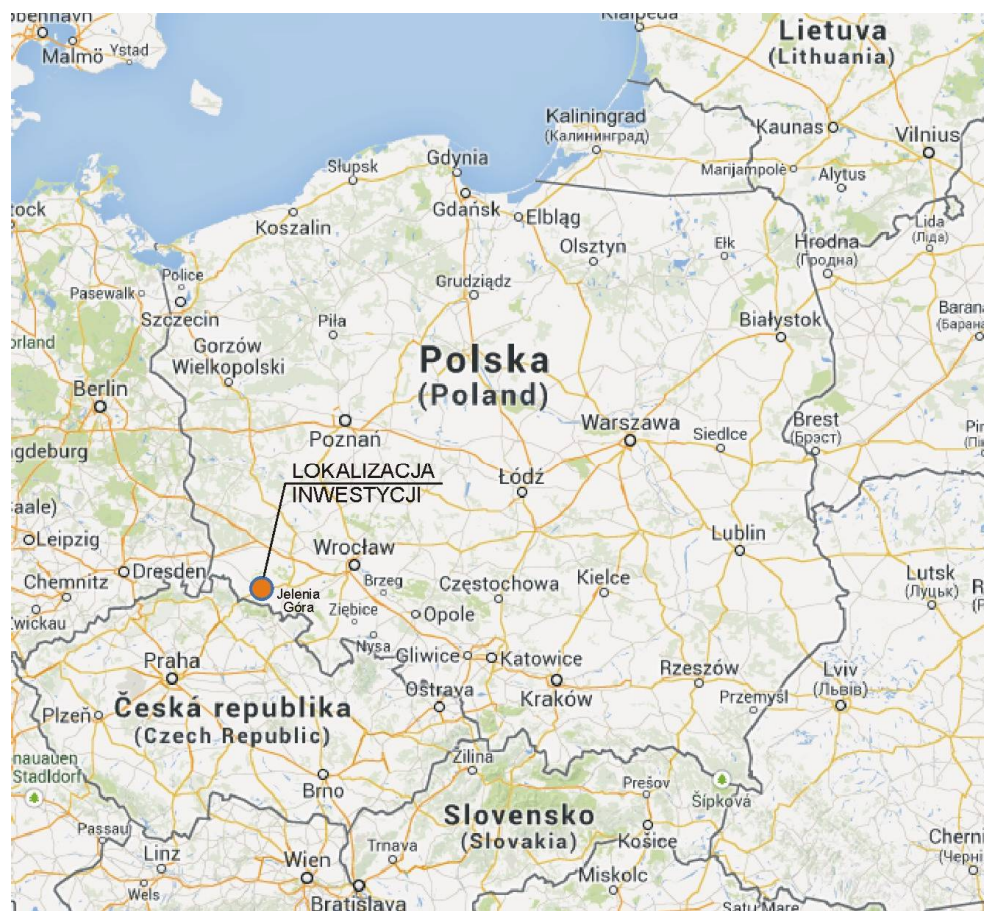 Malmö
Ystad
Klaipėda
Lietuva
(Lithuania)
Kaliningrad
(Калининград)
Kaunas
Vilnius
Marijampolė
Alytus
Słupsk
Gdynia
Gdańsk
Elbląg
Koszalin
Olsztyn
Ełk
Hrodna
(Гродна)
Lida
(Ліда)
Police
Pasewalk
Szczecin
Grudziądz
Piła
Białystok
Gorzów
Wielkopolski
Polska
(Poland)
Berlin
Poznań
Warszawa
Siedlce
Brest
(Брэст)
LOKALIZACJA
INWESTYCJI
Łódź
Leipzig
Wrocław
Lublin
Chemnitz
Dresden
Jelenia
Góra
Brzeg
Częstochowa
Kielce
Lutsk
(Луцьк)
Ziębice
Opole
Nysa
Gliwice
Katowice
Praha
Kraków
Rzeszów
Przemyśl
Lviv
(Львів)
Ostrava
Plzeň
Česká republika
(Czech Republic)
Žilina
Brno
Prešov
Šípková
Slovensko
(Slovakia)
Košice
Passau
Linz
Wels
Wien
Trnava
Bratislava
Miskolc
Satu Mare